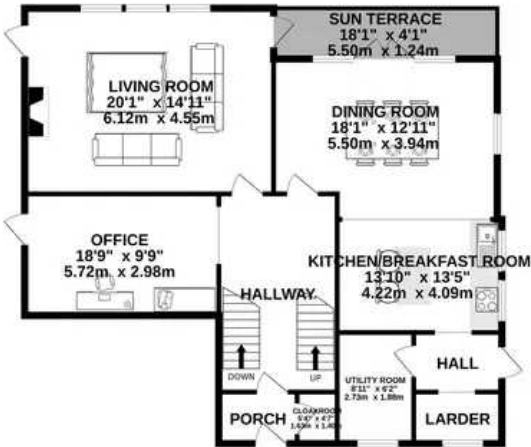 SUN TERRACE
18'1" x 4'1"
5.50m x 1.24m
LIVING ROOM
20'1" x 14'11"
6.12m x 4.55m
DINING ROOM
18'1" x 12'11"
5.50m x 3.94m
OFFICE
18'9" x 9'9"
5.72m x 2.98m
KITCHEN/BREAKFAST ROOM
13'10" x 13'5"
4.22m x 4.09m
HALLWAY
DOWN
UP
UTILITY ROOM
8'11" x 6'2"
2.73m x 1.88m
HALL
PORCH
CLOAKROOM
LARDER